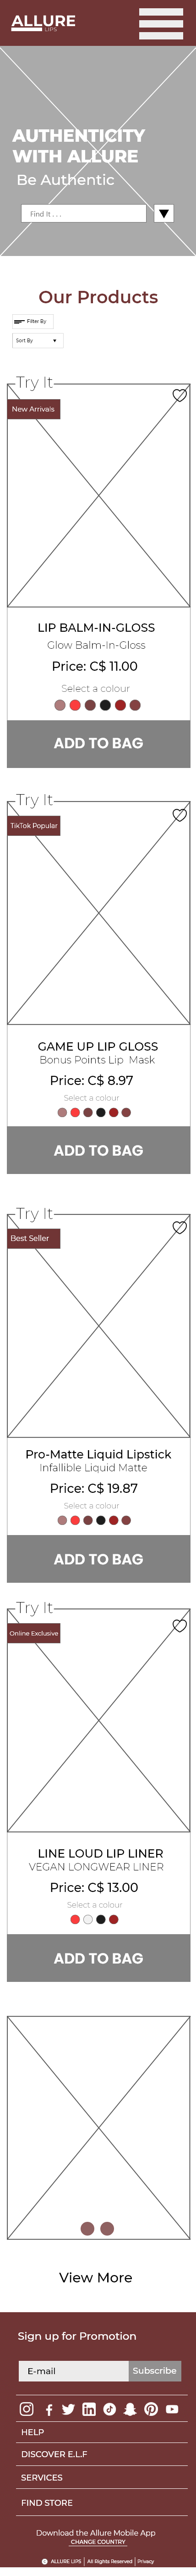 ALLURE
LIPS
AUTHENTICITY
WITH ALLURE
Be Authentic
Find It . . .
Our Products
Filter By
Sort By
Try It
New Arrivals
LIP BALM-IN-GLOSS
Glow Balm-In-Gloss
Price: C$ 11.00
Select a colour
ADD TO BAG
Try It
TikTok Popular
GAME UP LIP GLOSS
Bonus Points Lip Mask
Price: C$ 8.97
Select a colour
ADD TO BAG
Try It
Best Seller
Pro-Matte Liquid Lipstick
Infallible Liquid Matte
Price: C$ 19.87
Select a colour
ADD TO BAG
Try It
Online Exclusive
LINE LOUD LIP LINER
VEGAN LONGWEAR LINER
Price: C$ 13.00
Select a colour
ADD TO BAG
View More
Sign up for Promotion
E-mail Subscribe
HELP
DISCOVER E.L.F
SERVICES
FIND STORE
Download the Allure Mobile App
CHANGE COUNTRY
ALLURE LIPS | All Rights Reserved | Privacy